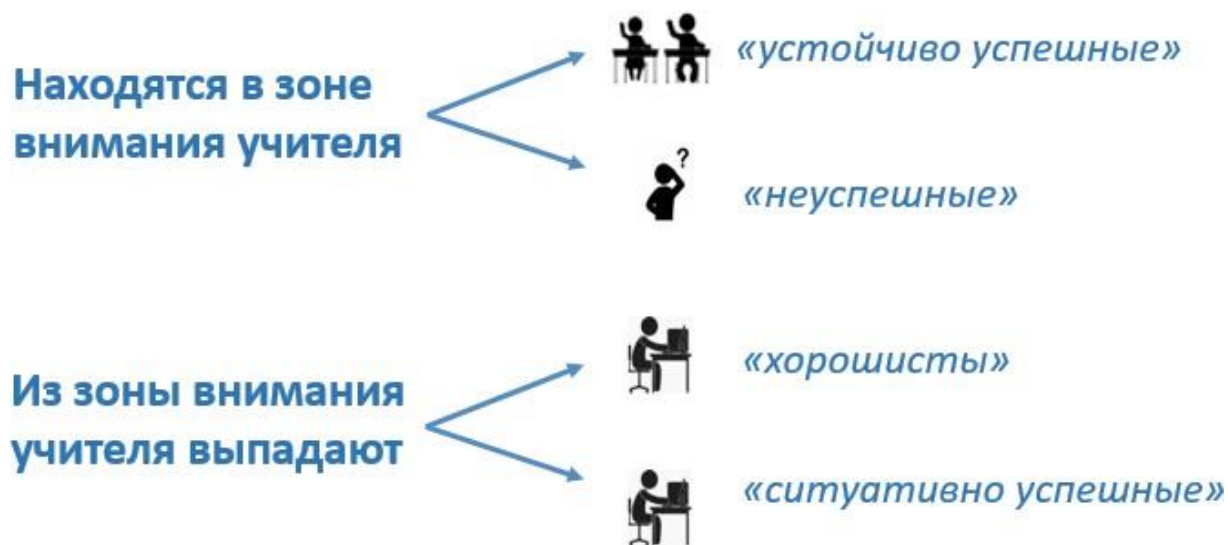 Находятся в зоне
внимания учителя
«устойчиво успешные»
?
«неуспешные»
Из зоны внимания
учителя выпадают
«хорошисты»
«ситуативно успешные»